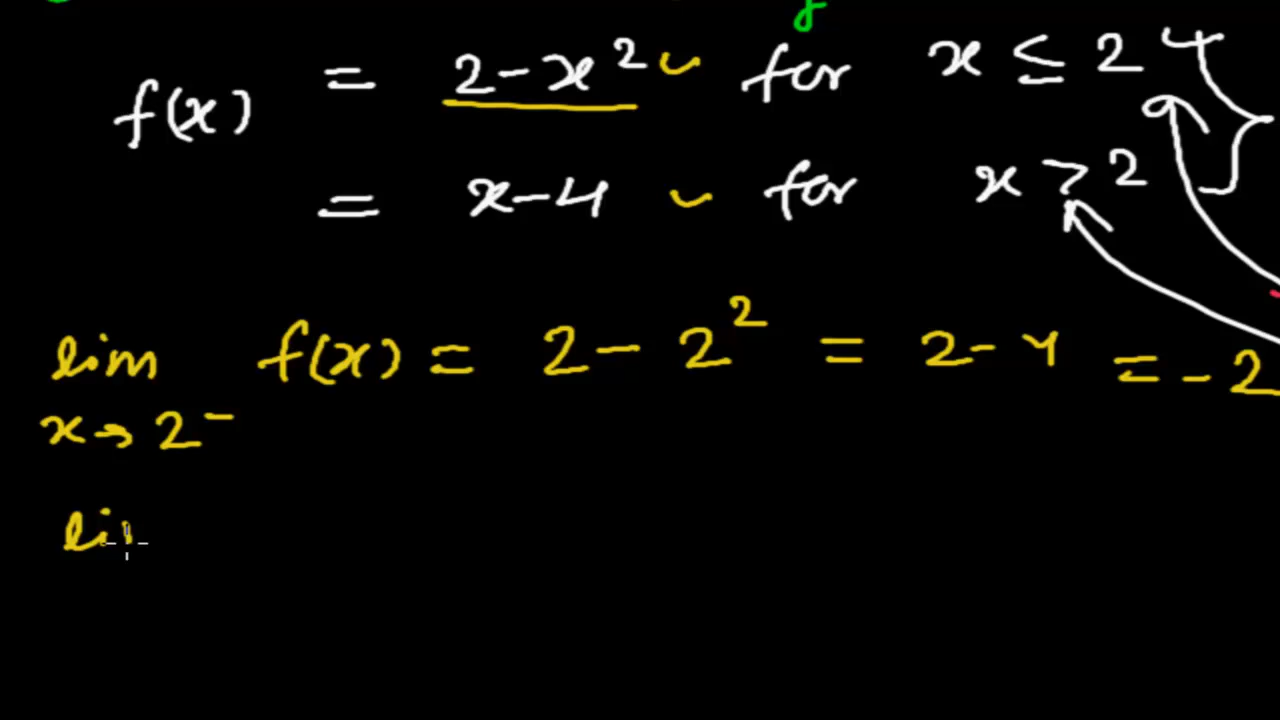 f(x) = 2-x² for x ≤ 2
= x-4 for x > 2
lim f(x) = 2 - 2² = 2-4 = -2
x→2⁻
li